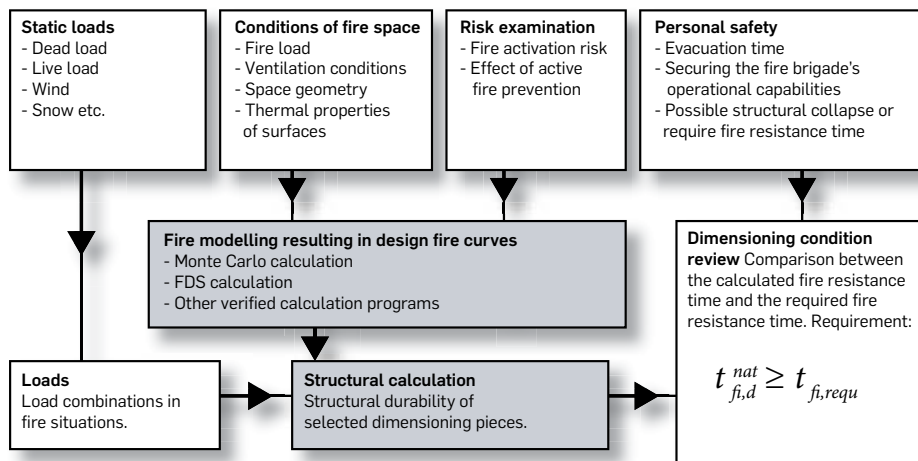 Static loads
- Dead load
- Live load
- Wind
- Snow etc.
Conditions of fire space
- Fire load
- Ventilation conditions
- Space geometry
- Thermal properties
of surfaces
Risk examination
- Fire activation risk
- Effect of active
fire prevention
Personal safety
- Evacuation time
- Securing the fire brigade's
operational capabilities
- Possible structural collapse or
require fire resistance time
Fire modelling resulting in design fire curves
- Monte Carlo calculation
- FDS calculation
- Other verified calculation programs
Dimensioning condition
review Comparison between
the calculated fire resistance
time and the required fire
resistance time. Requirement:
t fi,d nat ≥ t fi,requ
Loads
Load combinations in
fire situations.
Structural calculation
Structural durability of
selected dimensioning pieces.